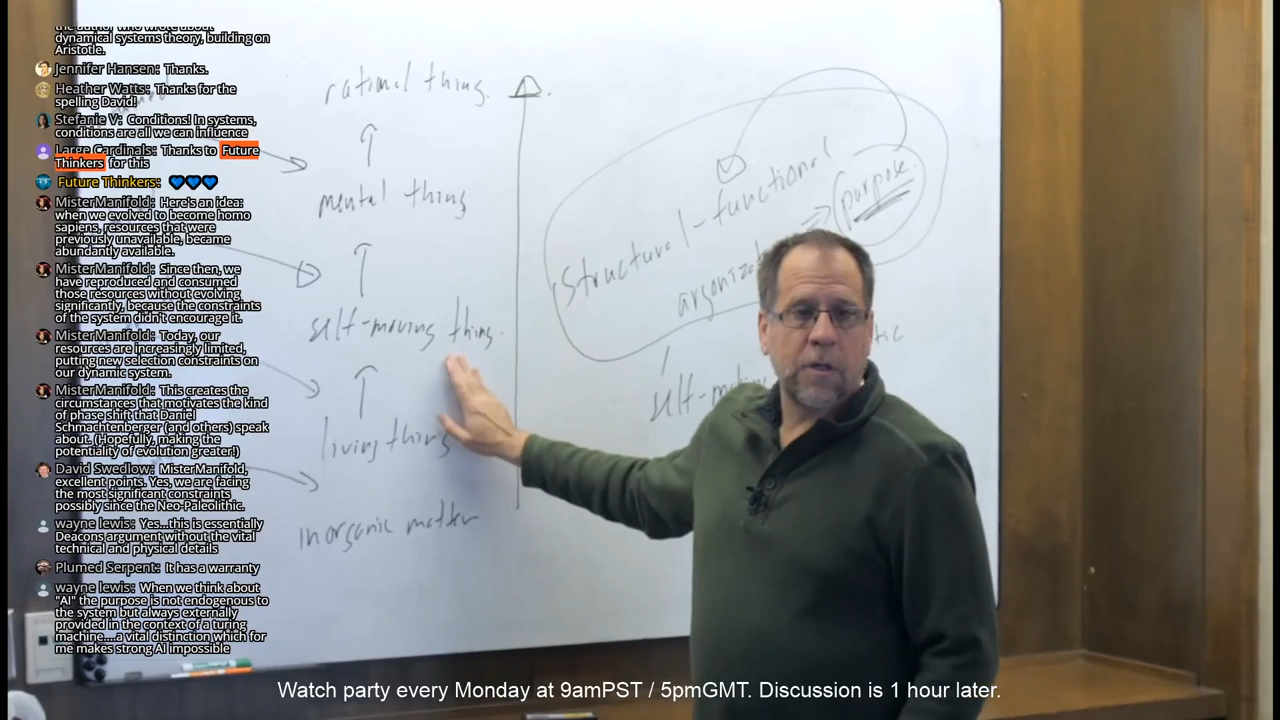 the author who wrote about
dynamical systems theory, building on
Aristotle.
Jennifer Hansen: Thanks.
Heather Watts: Thanks for the
spelling David!
Stefanie V: Conditions! In systems,
conditions are all we can influence
Large Cardinals: Thanks to Future
Thinkers for this
Future Thinkers: 💙💙💙
MisterManifold: Here's an idea:
when we evolved to become homo
sapiens, resources that were
previously unavailable, became
abundantly available.
MisterManifold: Since then, we
have reproduced and consumed
those resources without evolving
significantly, because the constraints
of the system didn't encourage it.
MisterManifold: Today, our
resources are increasingly limited,
putting new selection constraints on
our dynamic system.
MisterManifold: This creates the
circumstances that motivates the kind
of phase shift that Daniel
Schmachtenberger (and others) speak
about. (Hopefully, making the
potentiality of evolution greater!)
David Swedlow: MisterManifold,
excellent points. Yes, we are facing
the most significant constraints
possibly since the Neo-Paleolithic.
wayne lewis: Yes...this is essentially
Deacons argument without the vital
technical and physical details
Plumed Serpent: It has a warranty
wayne lewis: When we think about
"AI" the purpose is not endogenous to
the system but always externally
provided in the context of a turing
machine....a vital distinction which for
me makes strong AI impossible
rational thing.
mental thing
self-moving thing.
living thing
inorganic matter
Structural-functional
purpose
Watch party every Monday at 9amPST / 5pmGMT. Discussion is 1 hour later.